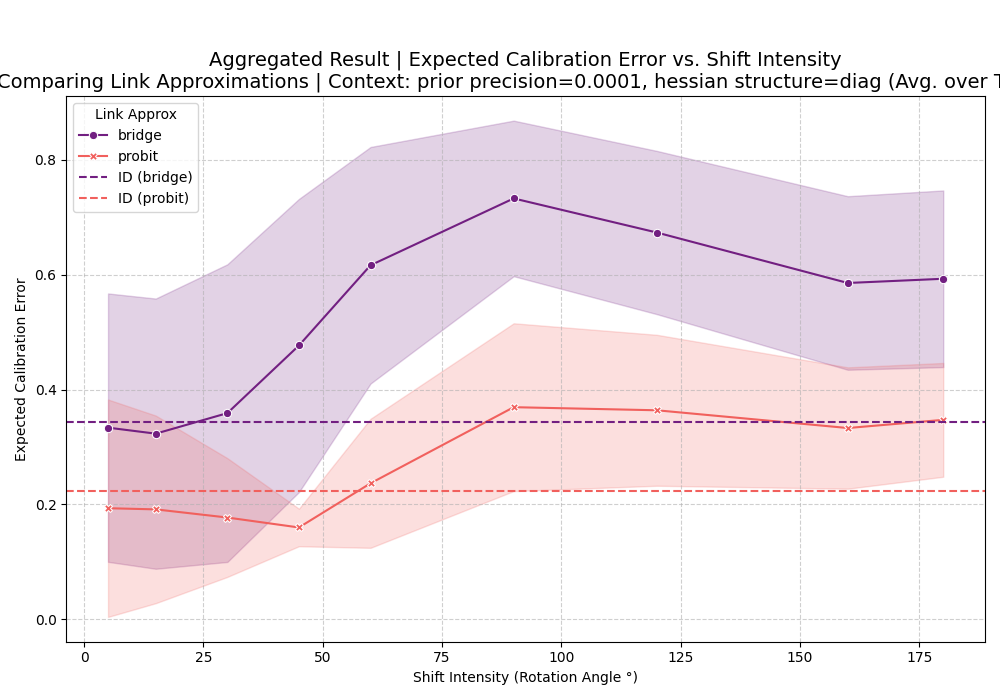 Aggregated Result | Expected Calibration Error vs. Shift Intensity
Comparing Link Approximations | Context: prior precision=0.0001, hessian structure=diag (Avg. over T
Link Approx
bridge
probit
ID (bridge)
ID (probit)
Expected Calibration Error
0.8
0.6
0.4
0.2
0.0
0 25 50 75 100 125 150 175
Shift Intensity (Rotation Angle °)